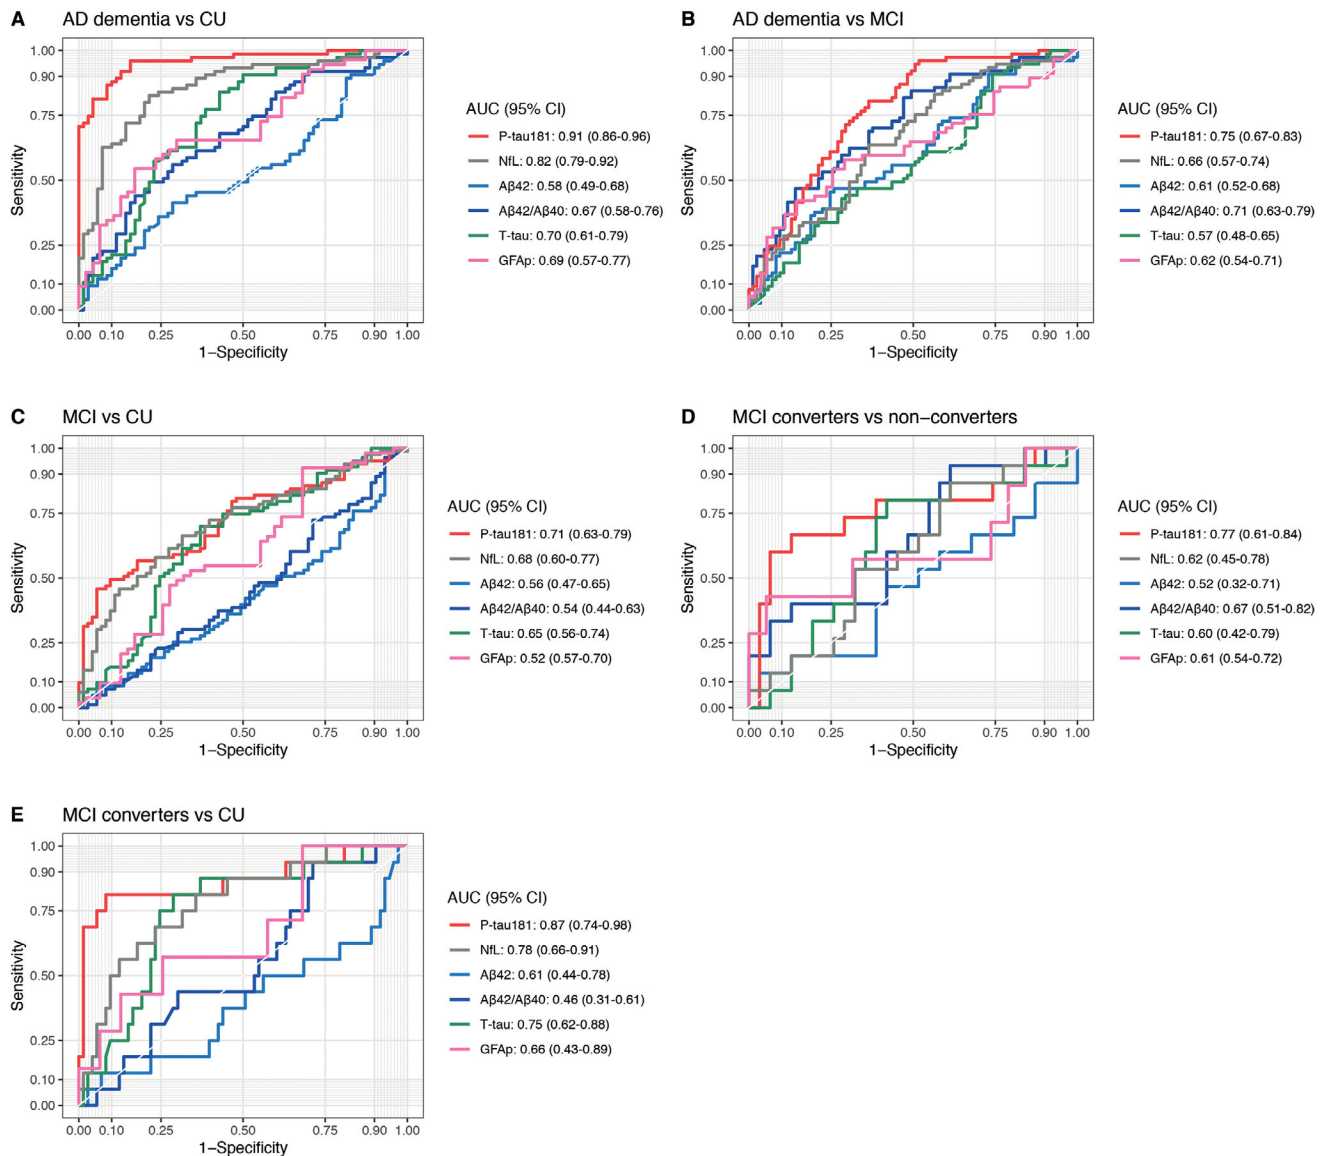 A
AD dementia vs CU
1.00
0.90
0.75
0.50
0.25
0.10
0.00
Sensitivity
0.00 0.10 0.25 0.50 0.75 0.90 1.00
1−Specificity
AUC (95% CI)
P-tau181: 0.91 (0.86-0.96)
NfL: 0.82 (0.79-0.92)
Aβ42: 0.58 (0.49-0.68)
Aβ42/Aβ40: 0.67 (0.58-0.76)
T-tau: 0.70 (0.61-0.79)
GFAp: 0.69 (0.57-0.77)
B
AD dementia vs MCI
1.00
0.90
0.75
0.50
0.25
0.10
0.00
Sensitivity
0.00 0.10 0.25 0.50 0.75 0.90 1.00
1−Specificity
AUC (95% CI)
P-tau181: 0.75 (0.67-0.83)
NfL: 0.66 (0.57-0.74)
Aβ42: 0.61 (0.52-0.68)
Aβ42/Aβ40: 0.71 (0.63-0.79)
T-tau: 0.57 (0.48-0.65)
GFAp: 0.62 (0.54-0.71)
C
MCI vs CU
1.00
0.90
0.75
0.50
0.25
0.10
0.00
Sensitivity
0.00 0.10 0.25 0.50 0.75 0.90 1.00
1−Specificity
AUC (95% CI)
P-tau181: 0.71 (0.63-0.79)
NfL: 0.68 (0.60-0.77)
Aβ42: 0.56 (0.47-0.65)
Aβ42/Aβ40: 0.54 (0.44-0.63)
T-tau: 0.65 (0.56-0.74)
GFAp: 0.52 (0.57-0.70)
D
MCI converters vs non−converters
1.00
0.90
0.75
0.50
0.25
0.10
0.00
Sensitivity
0.00 0.10 0.25 0.50 0.75 0.90 1.00
1−Specificity
AUC (95% CI)
P-tau181: 0.77 (0.61-0.84)
NfL: 0.62 (0.45-0.78)
Aβ42: 0.52 (0.32-0.71)
Aβ42/Aβ40: 0.67 (0.51-0.82)
T-tau: 0.60 (0.42-0.79)
GFAp: 0.61 (0.54-0.72)
E
MCI converters vs CU
1.00
0.90
0.75
0.50
0.25
0.10
0.00
Sensitivity
0.00 0.10 0.25 0.50 0.75 0.90 1.00
1−Specificity
AUC (95% CI)
P-tau181: 0.87 (0.74-0.98)
NfL: 0.78 (0.66-0.91)
Aβ42: 0.61 (0.44-0.78)
Aβ42/Aβ40: 0.46 (0.31-0.61)
T-tau: 0.75 (0.62-0.88)
GFAp: 0.66 (0.43-0.89)